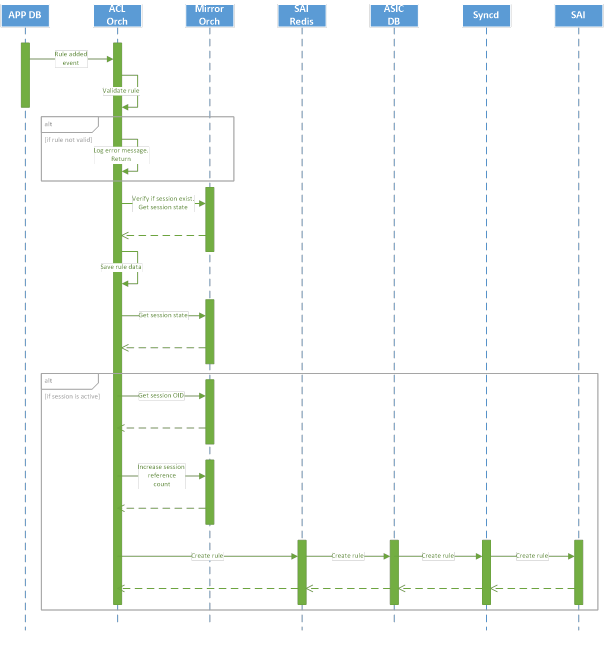 APP DB
ACL
Orch
Mirror
Orch
SAI
Redis
ASIC
DB
Syncd
SAI
Rule added
event
Validate rule
alt
[if rule not valid]
Log error message.
Return
Verify if session exist.
Get session state
Save rule data
Get session state
alt
[if session is active]
Get session OID
Increase session
reference
count
Create rule
Create rule
Create rule
Create rule